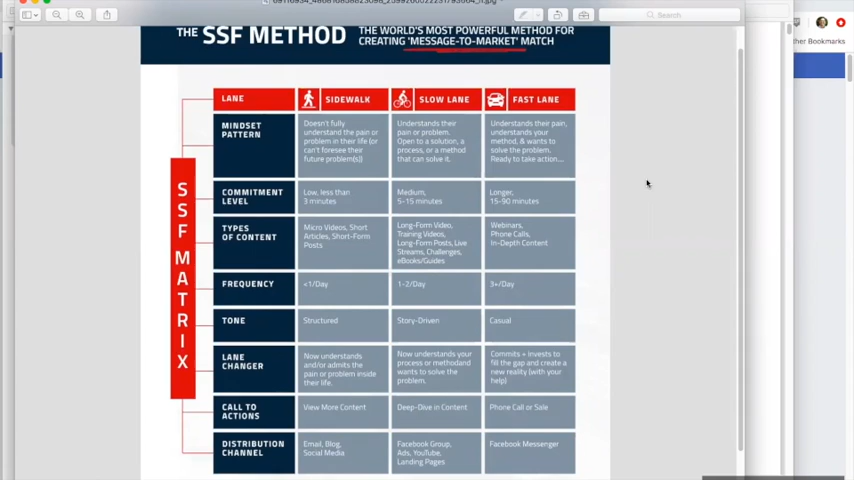 Search
her Bookmarks
THE SSF METHOD
THE WORLD'S MOST POWERFUL METHOD FOR
CREATING 'MESSAGE-TO-MARKET' MATCH
SSF MATRIX
LANE
SIDEWALK
SLOW LANE
FAST LANE
MINDSET
PATTERN
Doesn't fully
understand the pain or
problem in their life (or
can't foresee their
future problem(s))
Understands their
pain or problem.
Open to a solution, a
process, or a method
that can solve it.
Understands their pain,
understands your
method, & wants to
solve the problem.
Ready to take action...
COMMITMENT
LEVEL
Low, less than
3 minutes
Medium,
5-15 minutes
Longer,
15-90 minutes
TYPES
OF CONTENT
Micro Videos, Short
Articles, Short-Form
Posts
Long-Form Video,
Training Videos,
Long-Form Posts, Live
Streams, Challenges,
eBooks/Guides
Webinars,
Phone Calls,
In-Depth Content
FREQUENCY
<1/Day
1-2/Day
3+/Day
TONE
Structured
Story-Driven
Casual
LANE
CHANGER
Now understands
and/or admits the
pain or problem inside
their life.
Now understands your
process or methodand
wants to solve the
problem.
Commits + Invests to
fill the gap and create a
new reality (with your
help)
CALL TO
ACTIONS
View More Content
Deep-Dive in Content
Phone Call or Sale
DISTRIBUTION
CHANNEL
Email, Blog,
Social Media
Facebook Group,
Ads, YouTube,
Landing Pages
Facebook Messenger